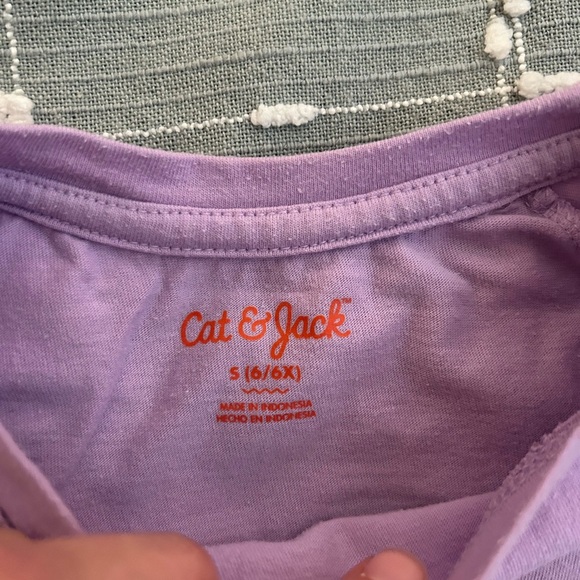 Cat & Jack™
S (6/6X)
MADE IN INDONESIA
HECHO EN INDONESIA